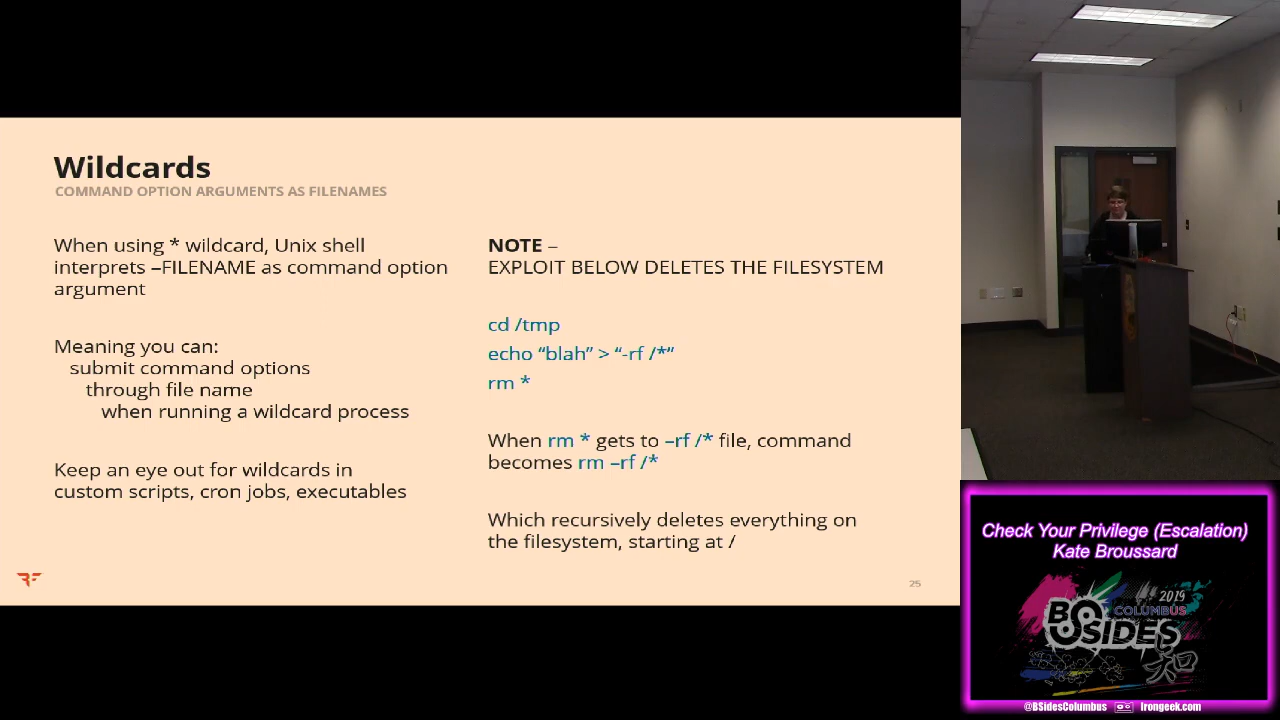 Wildcards
COMMAND OPTION ARGUMENTS AS FILENAMES
When using * wildcard, Unix shell
interprets –FILENAME as command option
argument
Meaning you can:
submit command options
through file name
when running a wildcard process
Keep an eye out for wildcards in
custom scripts, cron jobs, executables
NOTE –
EXPLOIT BELOW DELETES THE FILESYSTEM
cd /tmp
echo “blah” > “-rf /*”
rm *
When rm * gets to –rf /* file, command
becomes rm –rf /*
Which recursively deletes everything on
the filesystem, starting at /
25
Check Your Privilege (Escalation)
Kate Broussard
2019
BSIDES
COLUMBUS
@BSidesColumbus
Irongeek.com